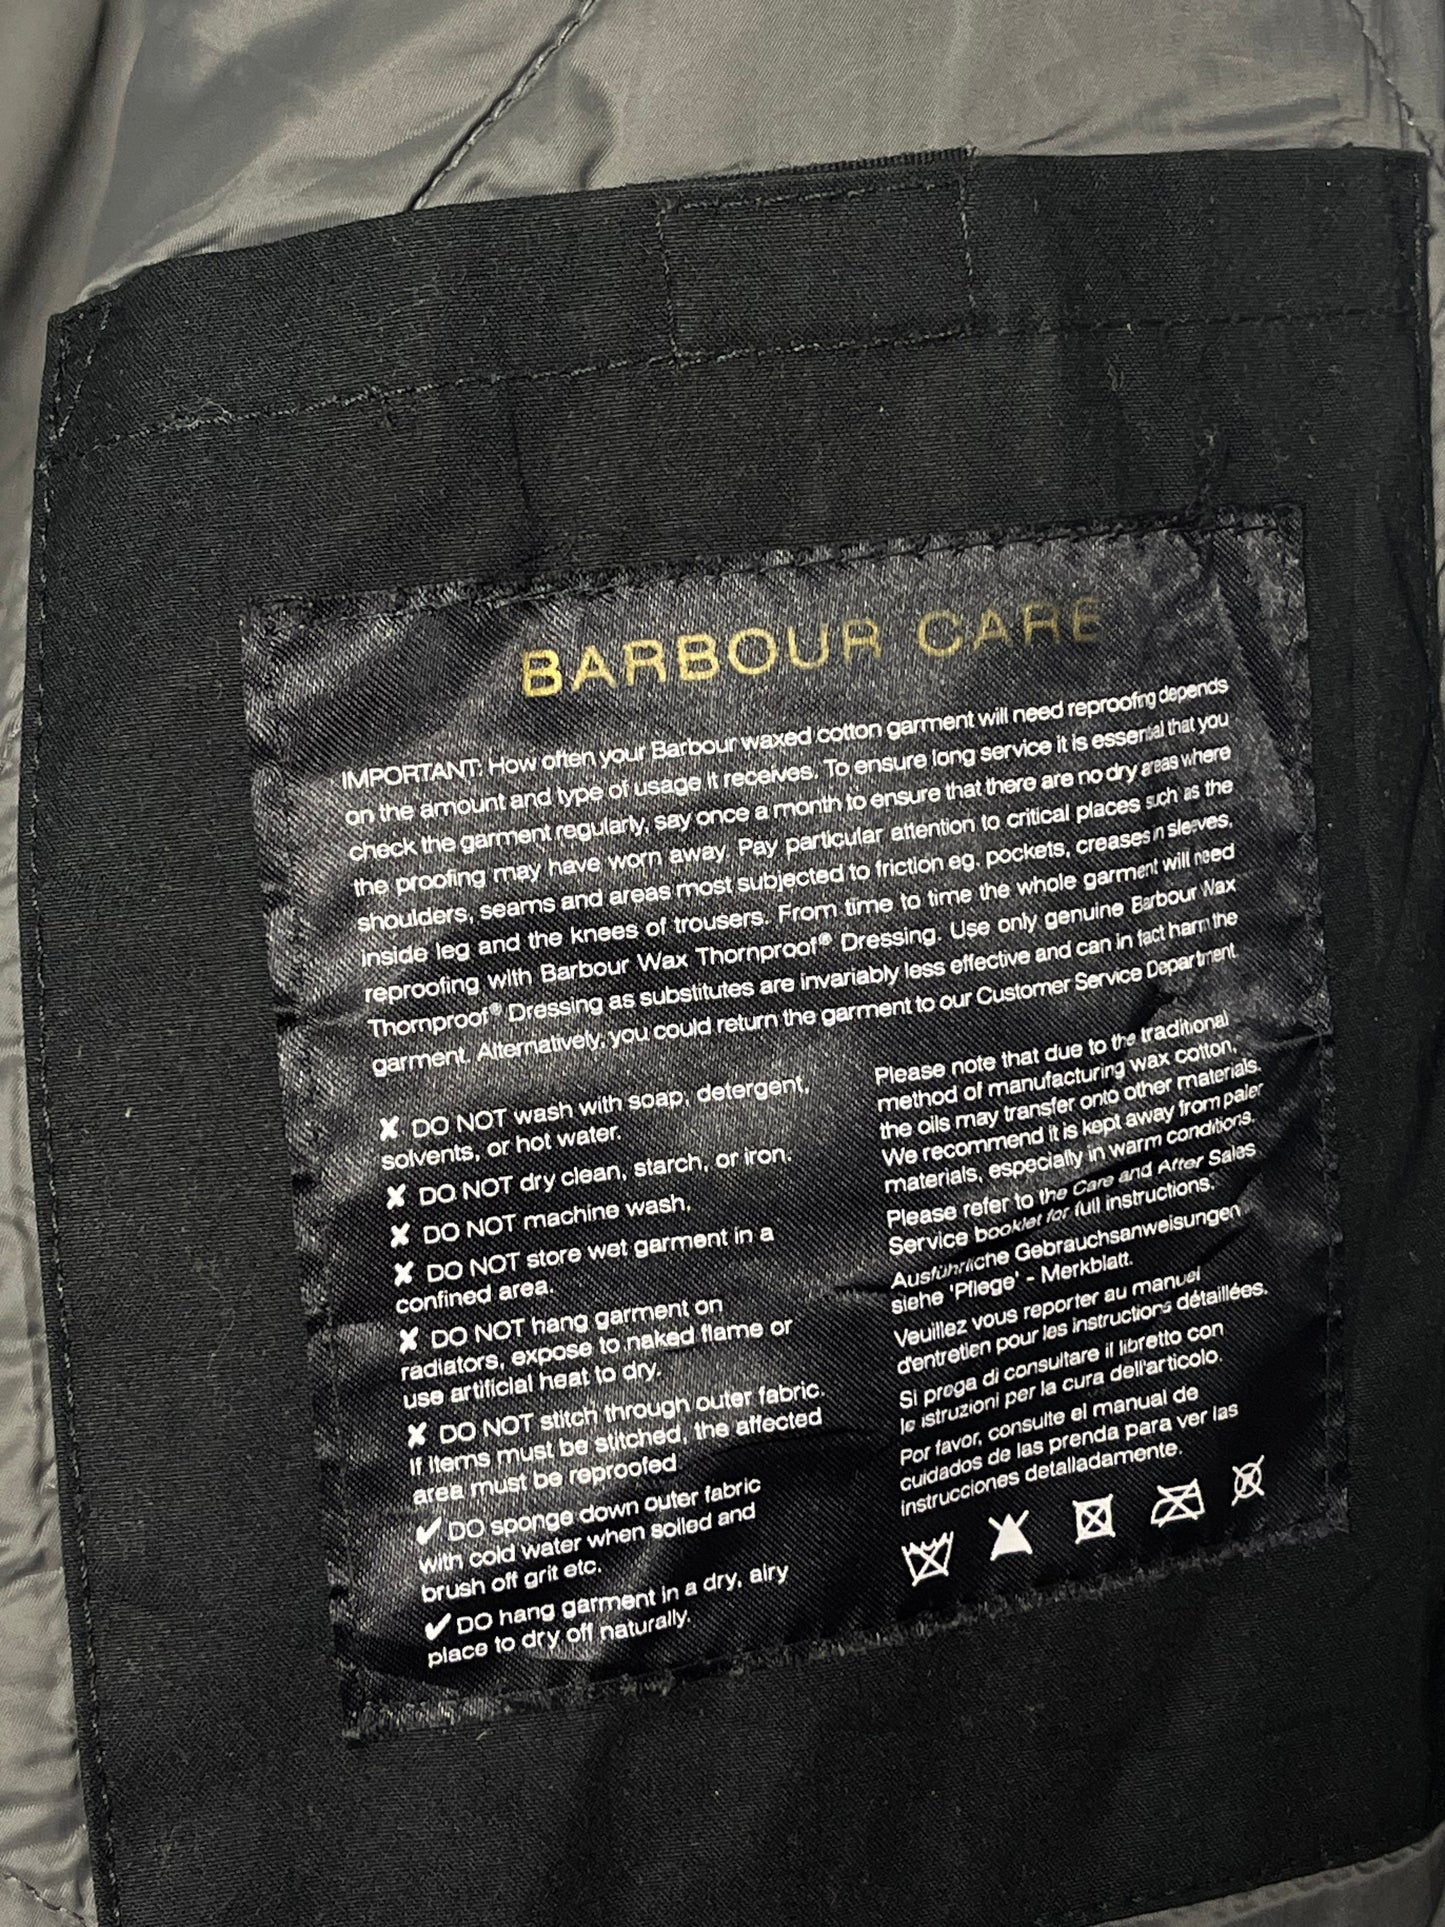 BARBOUR CARE
IMPORTANT: How often your Barbour waxed cotton garment will need reproofing depends
on the amount and type of usage it receives. To ensure long service it is essential that you
check the garment regularly, say once a month to ensure that there are no dry areas where
the proofing may have worn away. Pay particular attention to critical places such as the
shoulders, seams and areas most subjected to friction eg. pockets, creases in sleeves,
inside leg and the knees of trousers. From time to time the whole garment will need
reproofing with Barbour Wax Thornproof® Dressing. Use only genuine Barbour Wax
Thornproof® Dressing as substitutes are invariably less effective and can in fact harm the
garment. Alternatively, you could return the garment to our Customer Service Department.
✘ DO NOT wash with soap, detergent,
solvents, or hot water.
✘ DO NOT dry clean, starch, or iron.
✘ DO NOT machine wash.
✘ DO NOT store wet garment in a
confined area.
✘ DO NOT hang garment on
radiators, expose to naked flame or
use artificial heat to dry.
✘ DO NOT stitch through outer fabric.
If items must be stitched, the affected
area must be reproofed
✔ DO sponge down outer fabric
with cold water when soiled and
brush off grit etc.
✔ DO hang garment in a dry, airy
place to dry off naturally.
Please note that due to the traditional
method of manufacturing wax cotton,
the oils may transfer onto other materials.
We recommend it is kept away from paler
materials, especially in warm conditions.
Please refer to the Care and After Sales
Service booklet for full instructions.
Ausführliche Gebrauchsanweisungen
siehe 'Pflege' - Merkblatt.
Veuillez vous reporter au manuel
d'entretien pour les instructions détaillées.
Si prega di consultare il libretto con
le istruzioni per la cura dell'articolo.
Por favor, consulte el manual de
cuidados de las prenda para ver las
instrucciones detalladamente.